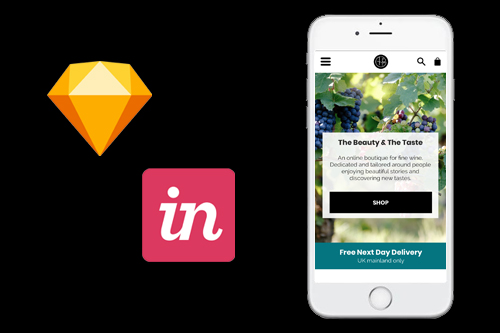 in
The Beauty & The Taste
An online boutique for fine wine.
Dedicated and tailored around people
enjoying beautiful stories and
discovering new tastes.
SHOP
Free Next Day Delivery
UK mainland only